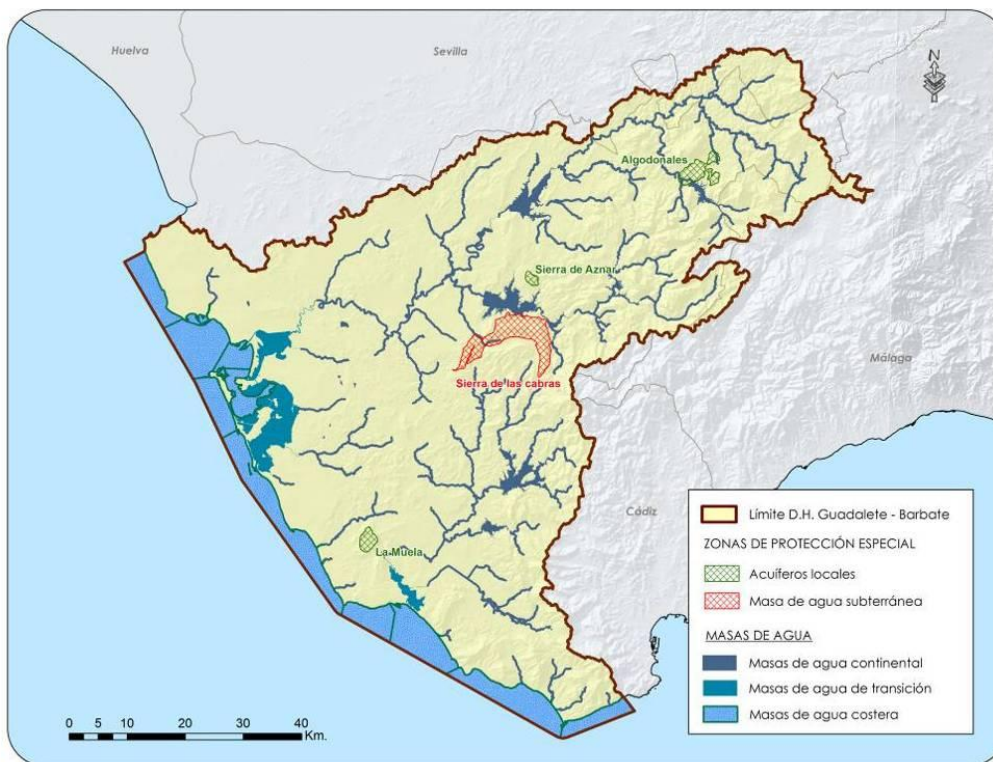 Huelva
Sevilla
N
Algodonales
Sierra de Aznar
Sierra de las cabras
Málaga
Cádiz
La Muela
Límite D.H. Guadalete - Barbate
ZONAS DE PROTECCIÓN ESPECIAL
Acuíferos locales
Masa de agua subterránea
MASAS DE AGUA
Masas de agua continental
Masas de agua de transición
Masas de agua costera
0 5 10 20 30 40
Km.